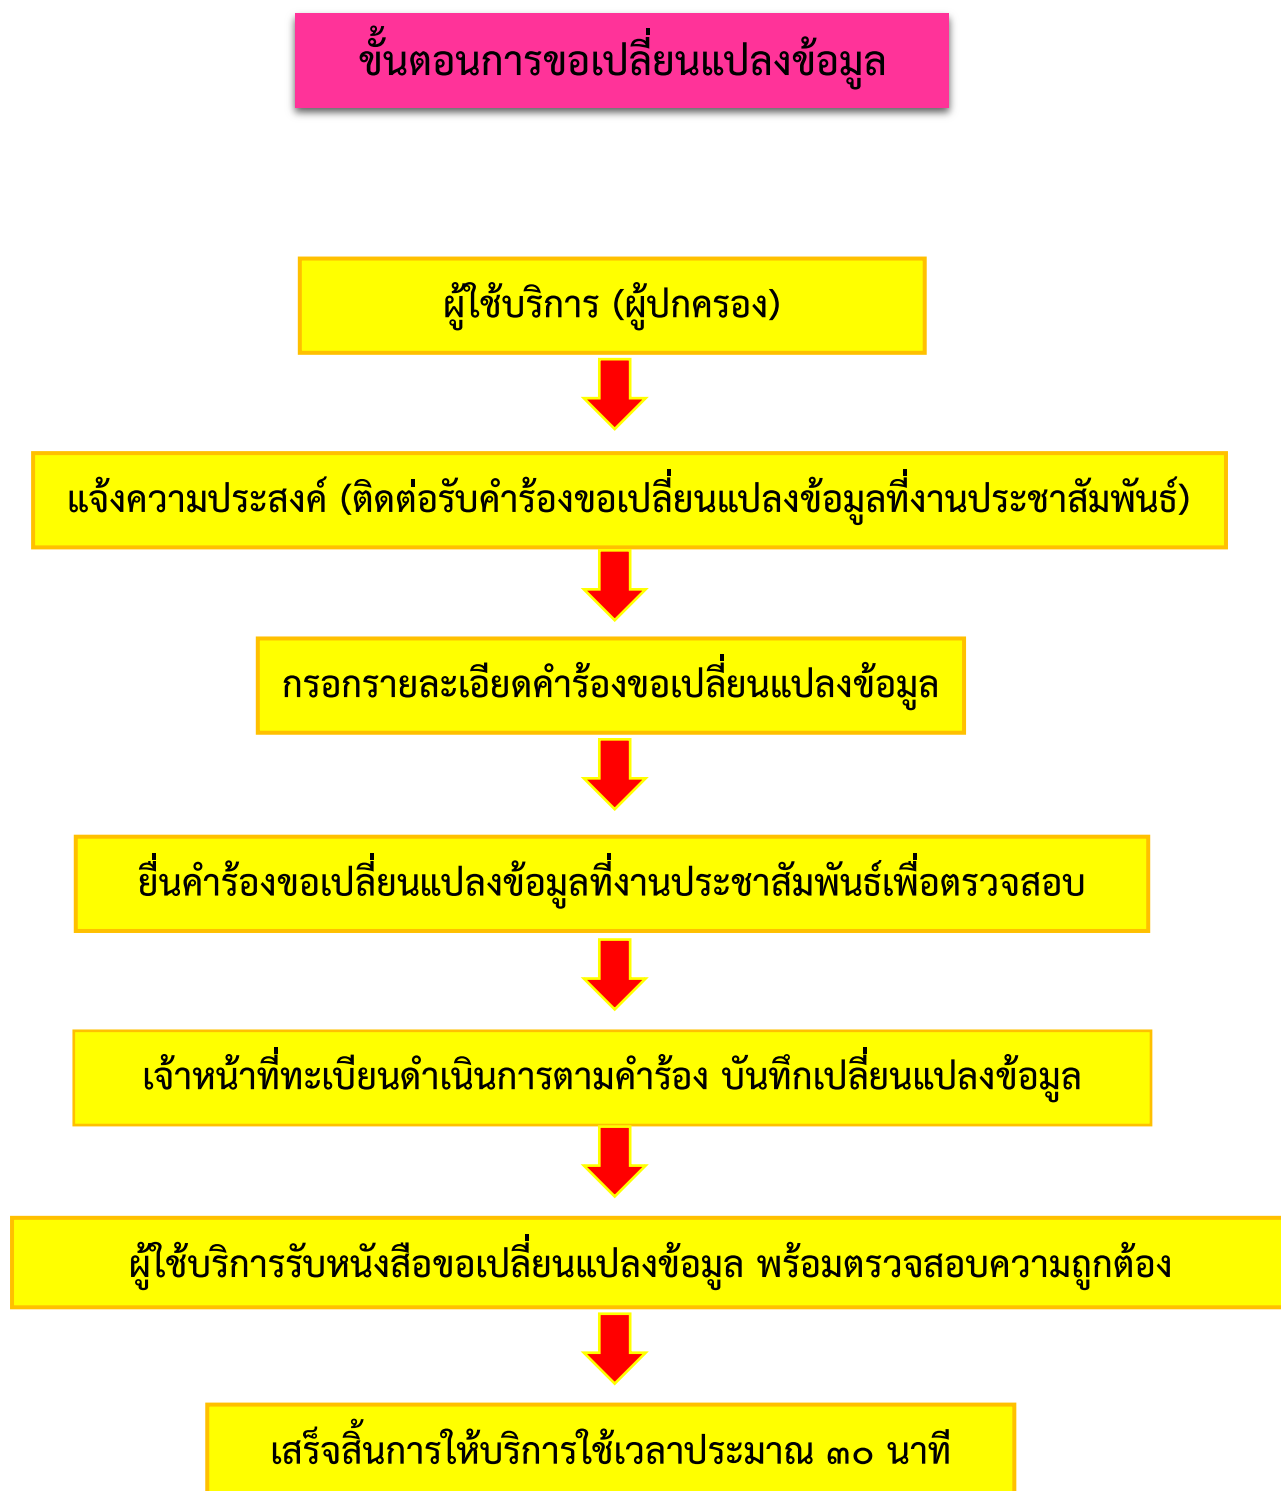 ขั้นตอนการขอเปลี่ยนแปลงข้อมูล
ผู้ใช้บริการ (ผู้ปกครอง)
แจ้งความประสงค์ (ติดต่อรับคำร้องขอเปลี่ยนแปลงข้อมูลที่งานประชาสัมพันธ์)
กรอกรายละเอียดคำร้องขอเปลี่ยนแปลงข้อมูล
ยื่นคำร้องขอเปลี่ยนแปลงข้อมูลที่งานประชาสัมพันธ์เพื่อตรวจสอบ
เจ้าหน้าที่ทะเบียนดำเนินการตามคำร้อง บันทึกเปลี่ยนแปลงข้อมูล
ผู้ใช้บริการรับหนังสือขอเปลี่ยนแปลงข้อมูล พร้อมตรวจสอบความถูกต้อง
เสร็จสิ้นการให้บริการใช้เวลาประมาณ ๓๐ นาที